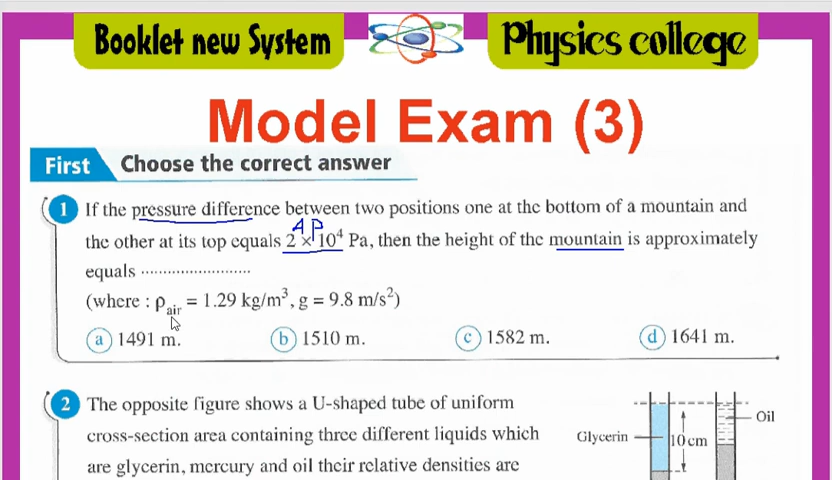 Booklet new System
Physics college
Model Exam (3)
First Choose the correct answer
1 If the pressure difference between two positions one at the bottom of a mountain and
ΔP
the other at its top equals 2 × 10⁴ Pa, then the height of the mountain is approximately
equals ..........................
(where : ρair = 1.29 kg/m³, g = 9.8 m/s²)
a 1491 m. b 1510 m. c 1582 m. d 1641 m.
2 The opposite figure shows a U-shaped tube of uniform
cross-section area containing three different liquids which
are glycerin, mercury and oil their relative densities are
Oil
Glycerin
10 cm